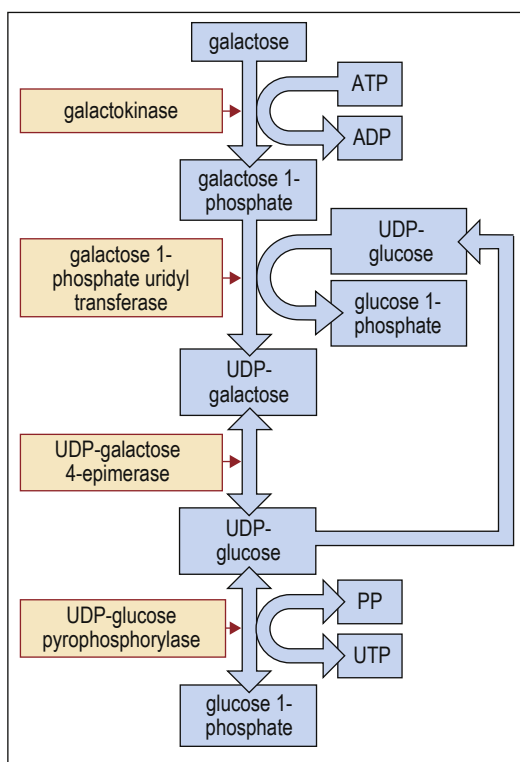 galactose
ATP
galactokinase
ADP
galactose 1-
phosphate
UDP-
glucose
galactose 1-
phosphate uridyl
transferase
glucose 1-
phosphate
UDP-
galactose
UDP-galactose
4-epimerase
UDP-
glucose
PP
UDP-glucose
pyrophosphorylase
UTP
glucose 1-
phosphate